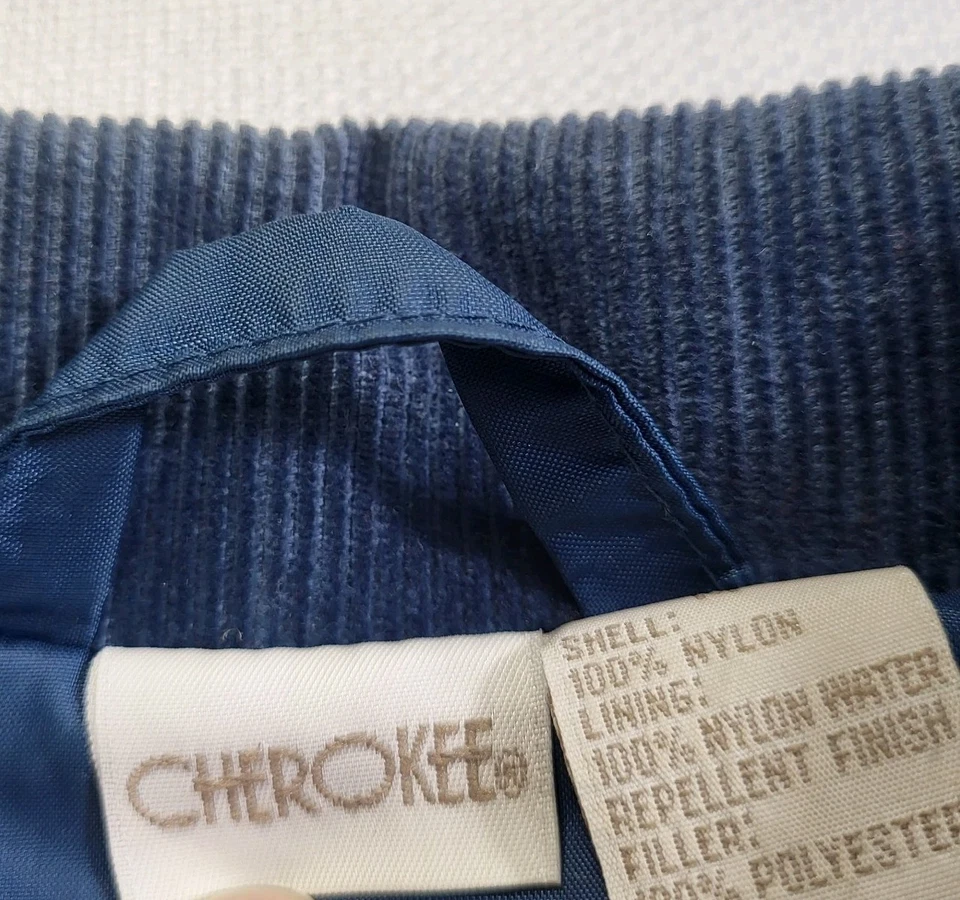 CHEROKEE®
SHELL:
100% NYLON
LINING:
100% NYLON WATER
REPELLENT FINISH
FILLER:
100% POLYESTER